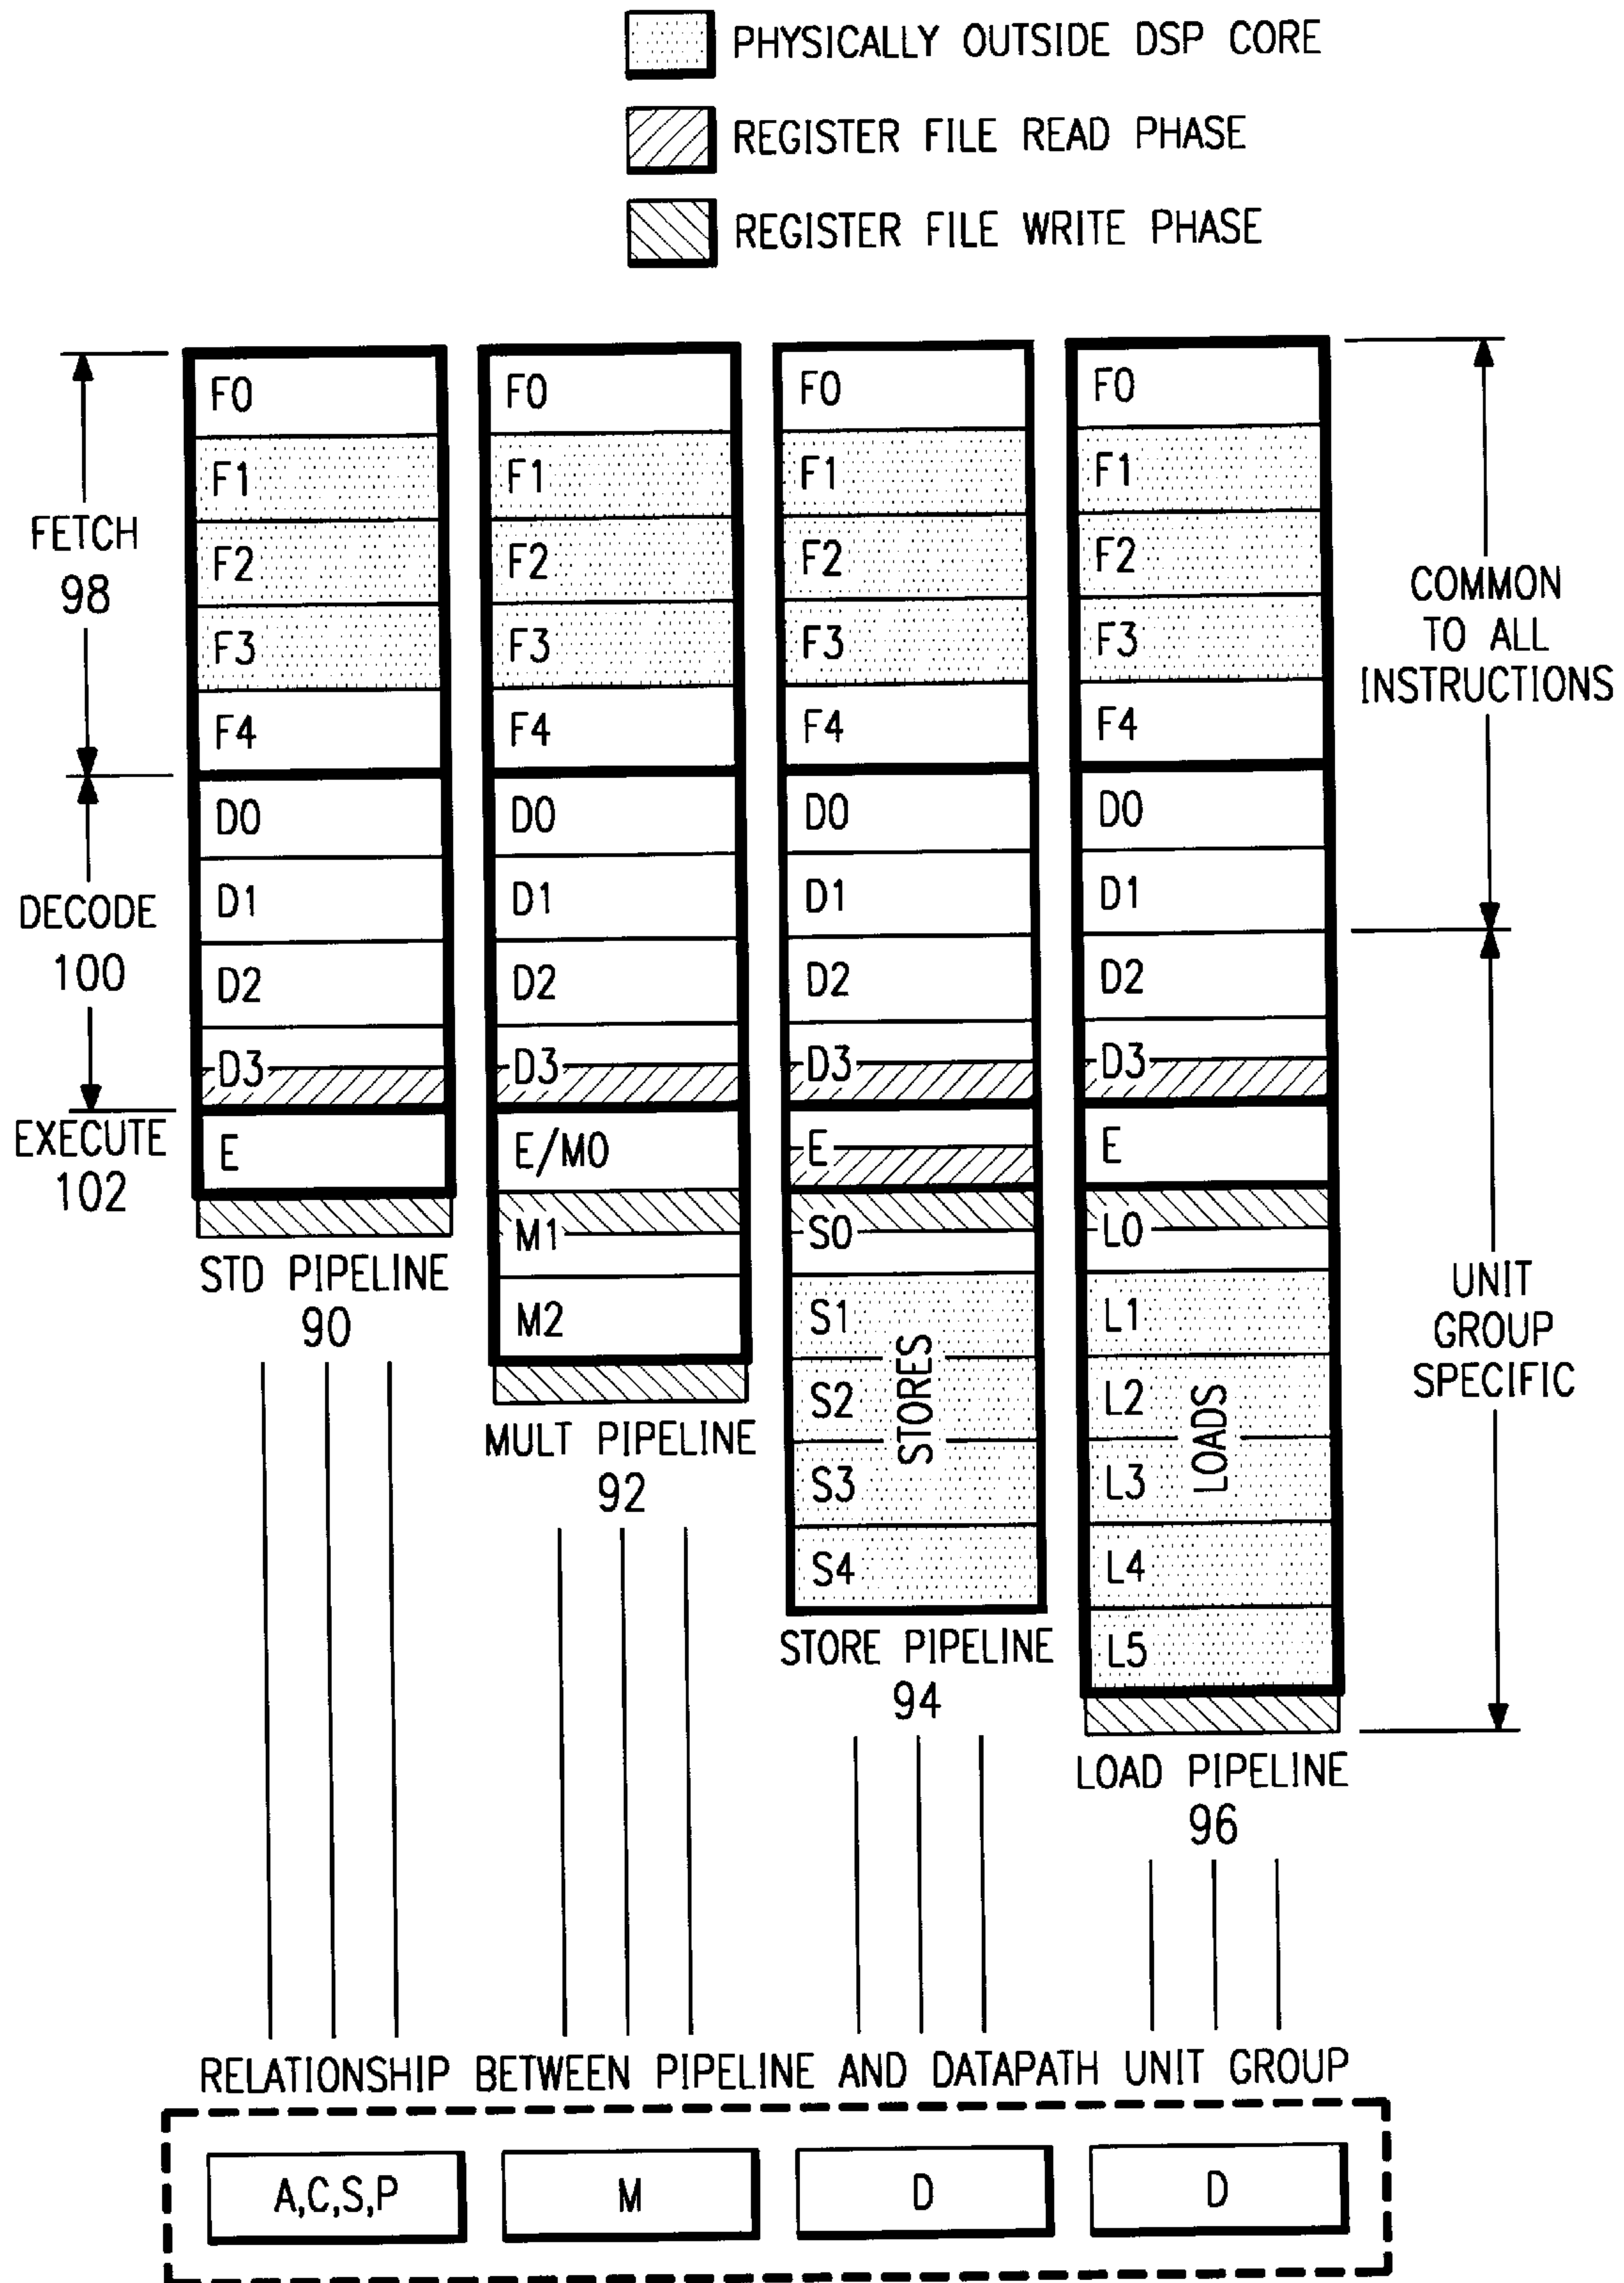 PHYSICALLY OUTSIDE DSP CORE
REGISTER FILE READ PHASE
REGISTER FILE WRITE PHASE
FETCH
98
DECODE
100
EXECUTE
102
F0
F1
F2
F3
F4
D0
D1
D2
D3
E
STD PIPELINE
90
F0
F1
F2
F3
F4
D0
D1
D2
D3
E/M0
M1
M2
MULT PIPELINE
92
F0
F1
F2
F3
F4
D0
D1
D2
D3
E
S0
S1
S2
S3
S4
STORES
STORE PIPELINE
94
F0
F1
F2
F3
F4
D0
D1
D2
D3
E
L0
L1
L2
L3
L4
L5
LOADS
LOAD PIPELINE
96
COMMON
TO ALL
INSTRUCTIONS
UNIT
GROUP
SPECIFIC
RELATIONSHIP BETWEEN PIPELINE AND DATAPATH UNIT GROUP
A,C,S,P
M
D
D